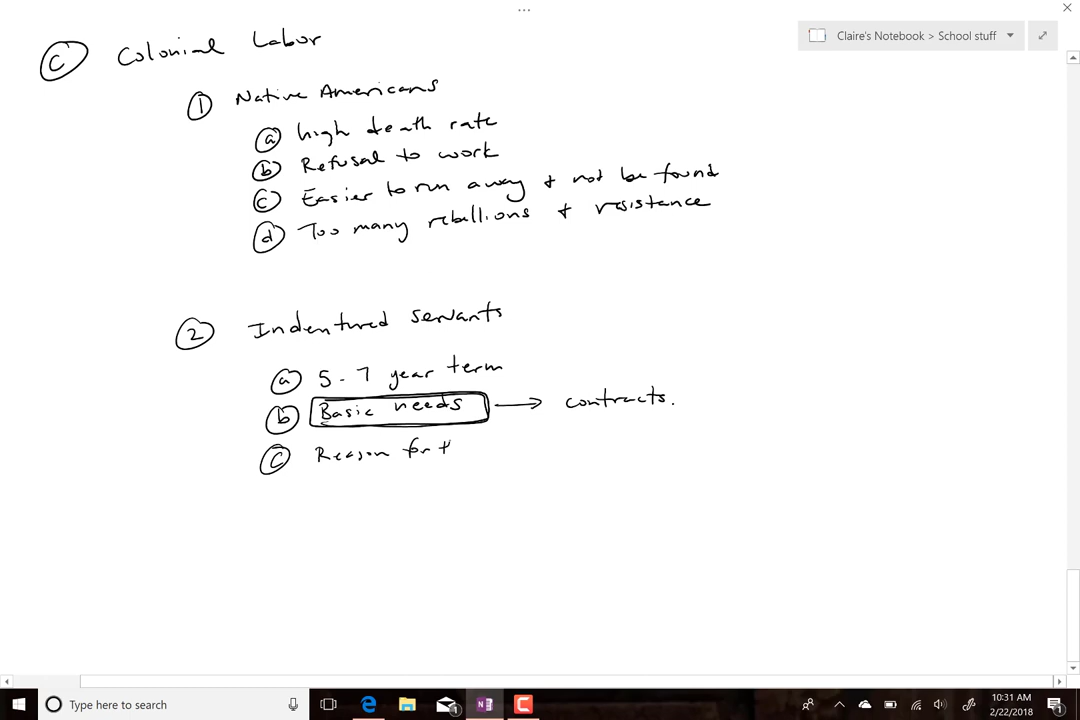 Claire's Notebook > School stuff
C Colonial Labor
1 Native Americans
a high death rate
b Refusal to work
c Easier to run away + not be found
d Too many rebellions + resistance
2 Indentured servants
a 5-7 year term
b Basic needs → contracts.
c Reason for t
Type here to search
10:31 AM
2/22/2018